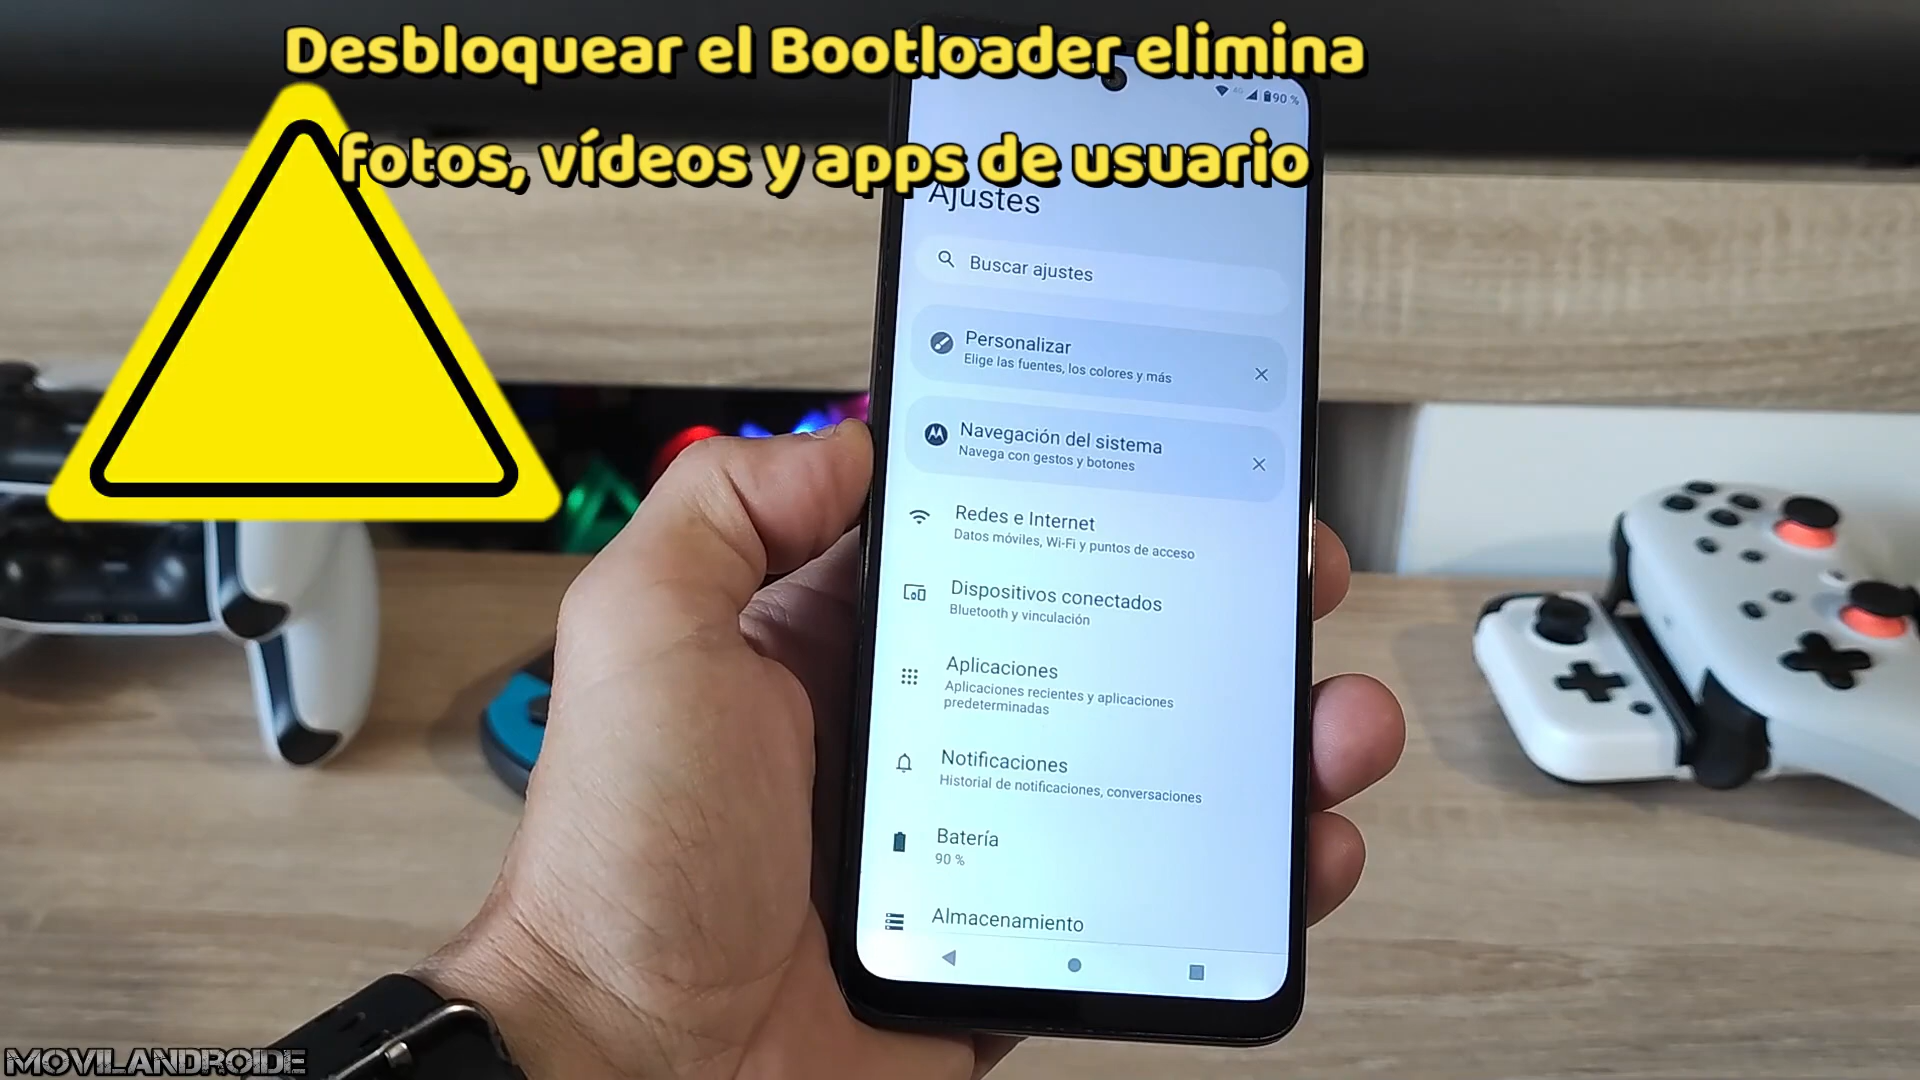 Desbloquear el Bootloader elimina
fotos, vídeos y apps de usuario
4G 90 %
Ajustes
Buscar ajustes
Personalizar
Elige las fuentes, los colores y más
Navegación del sistema
Navega con gestos y botones
Redes e Internet
Datos móviles, Wi-Fi y puntos de acceso
Dispositivos conectados
Bluetooth y vinculación
Aplicaciones
Aplicaciones recientes y aplicaciones
predeterminadas
Notificaciones
Historial de notificaciones, conversaciones
Batería
90 %
Almacenamiento
MOVILANDROIDE